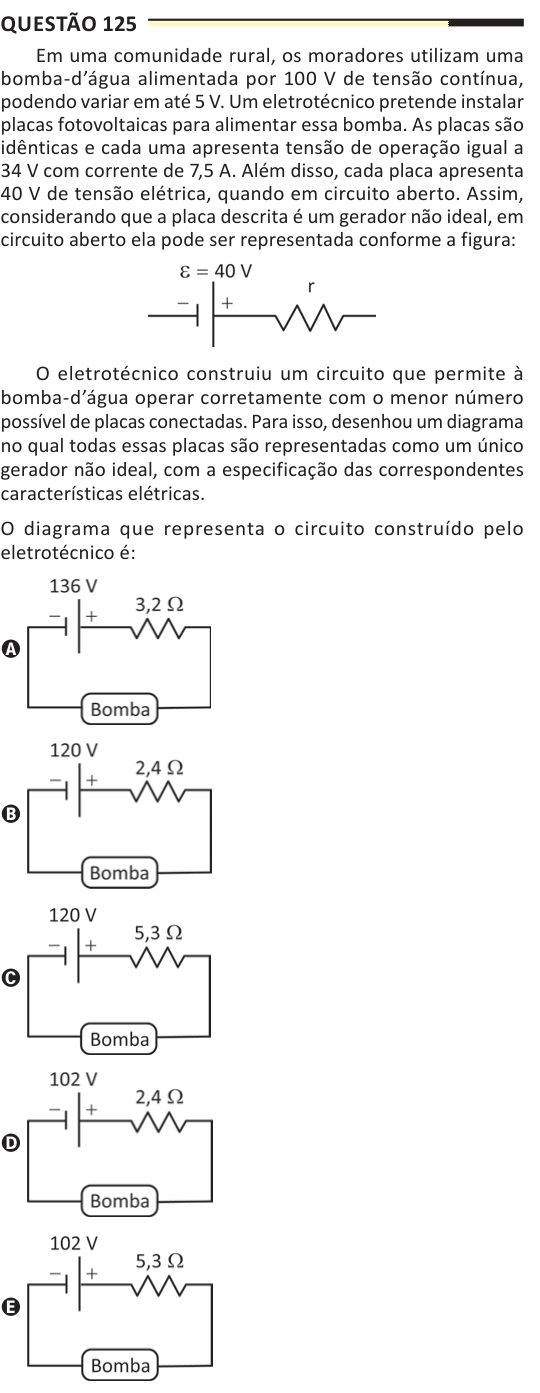 QUESTÃO 125
Em uma comunidade rural, os moradores utilizam uma
bomba-d’água alimentada por 100 V de tensão contínua,
podendo variar em até 5 V. Um eletrotécnico pretende instalar
placas fotovoltaicas para alimentar essa bomba. As placas são
idênticas e cada uma apresenta tensão de operação igual a
34 V com corrente de 7,5 A. Além disso, cada placa apresenta
40 V de tensão elétrica, quando em circuito aberto. Assim,
considerando que a placa descrita é um gerador não ideal, em
circuito aberto ela pode ser representada conforme a figura:
ε = 40 V
− + r
O eletrotécnico construiu um circuito que permite à
bomba-d’água operar corretamente com o menor número
possível de placas conectadas. Para isso, desenhou um diagrama
no qual todas essas placas são representadas como um único
gerador não ideal, com a especificação das correspondentes
características elétricas.
O diagrama que representa o circuito construído pelo
eletrotécnico é:
136 V
− + 3,2 Ω
A
Bomba
120 V
− + 2,4 Ω
B
Bomba
120 V
− + 5,3 Ω
C
Bomba
102 V
− + 2,4 Ω
D
Bomba
102 V
− + 5,3 Ω
E
Bomba